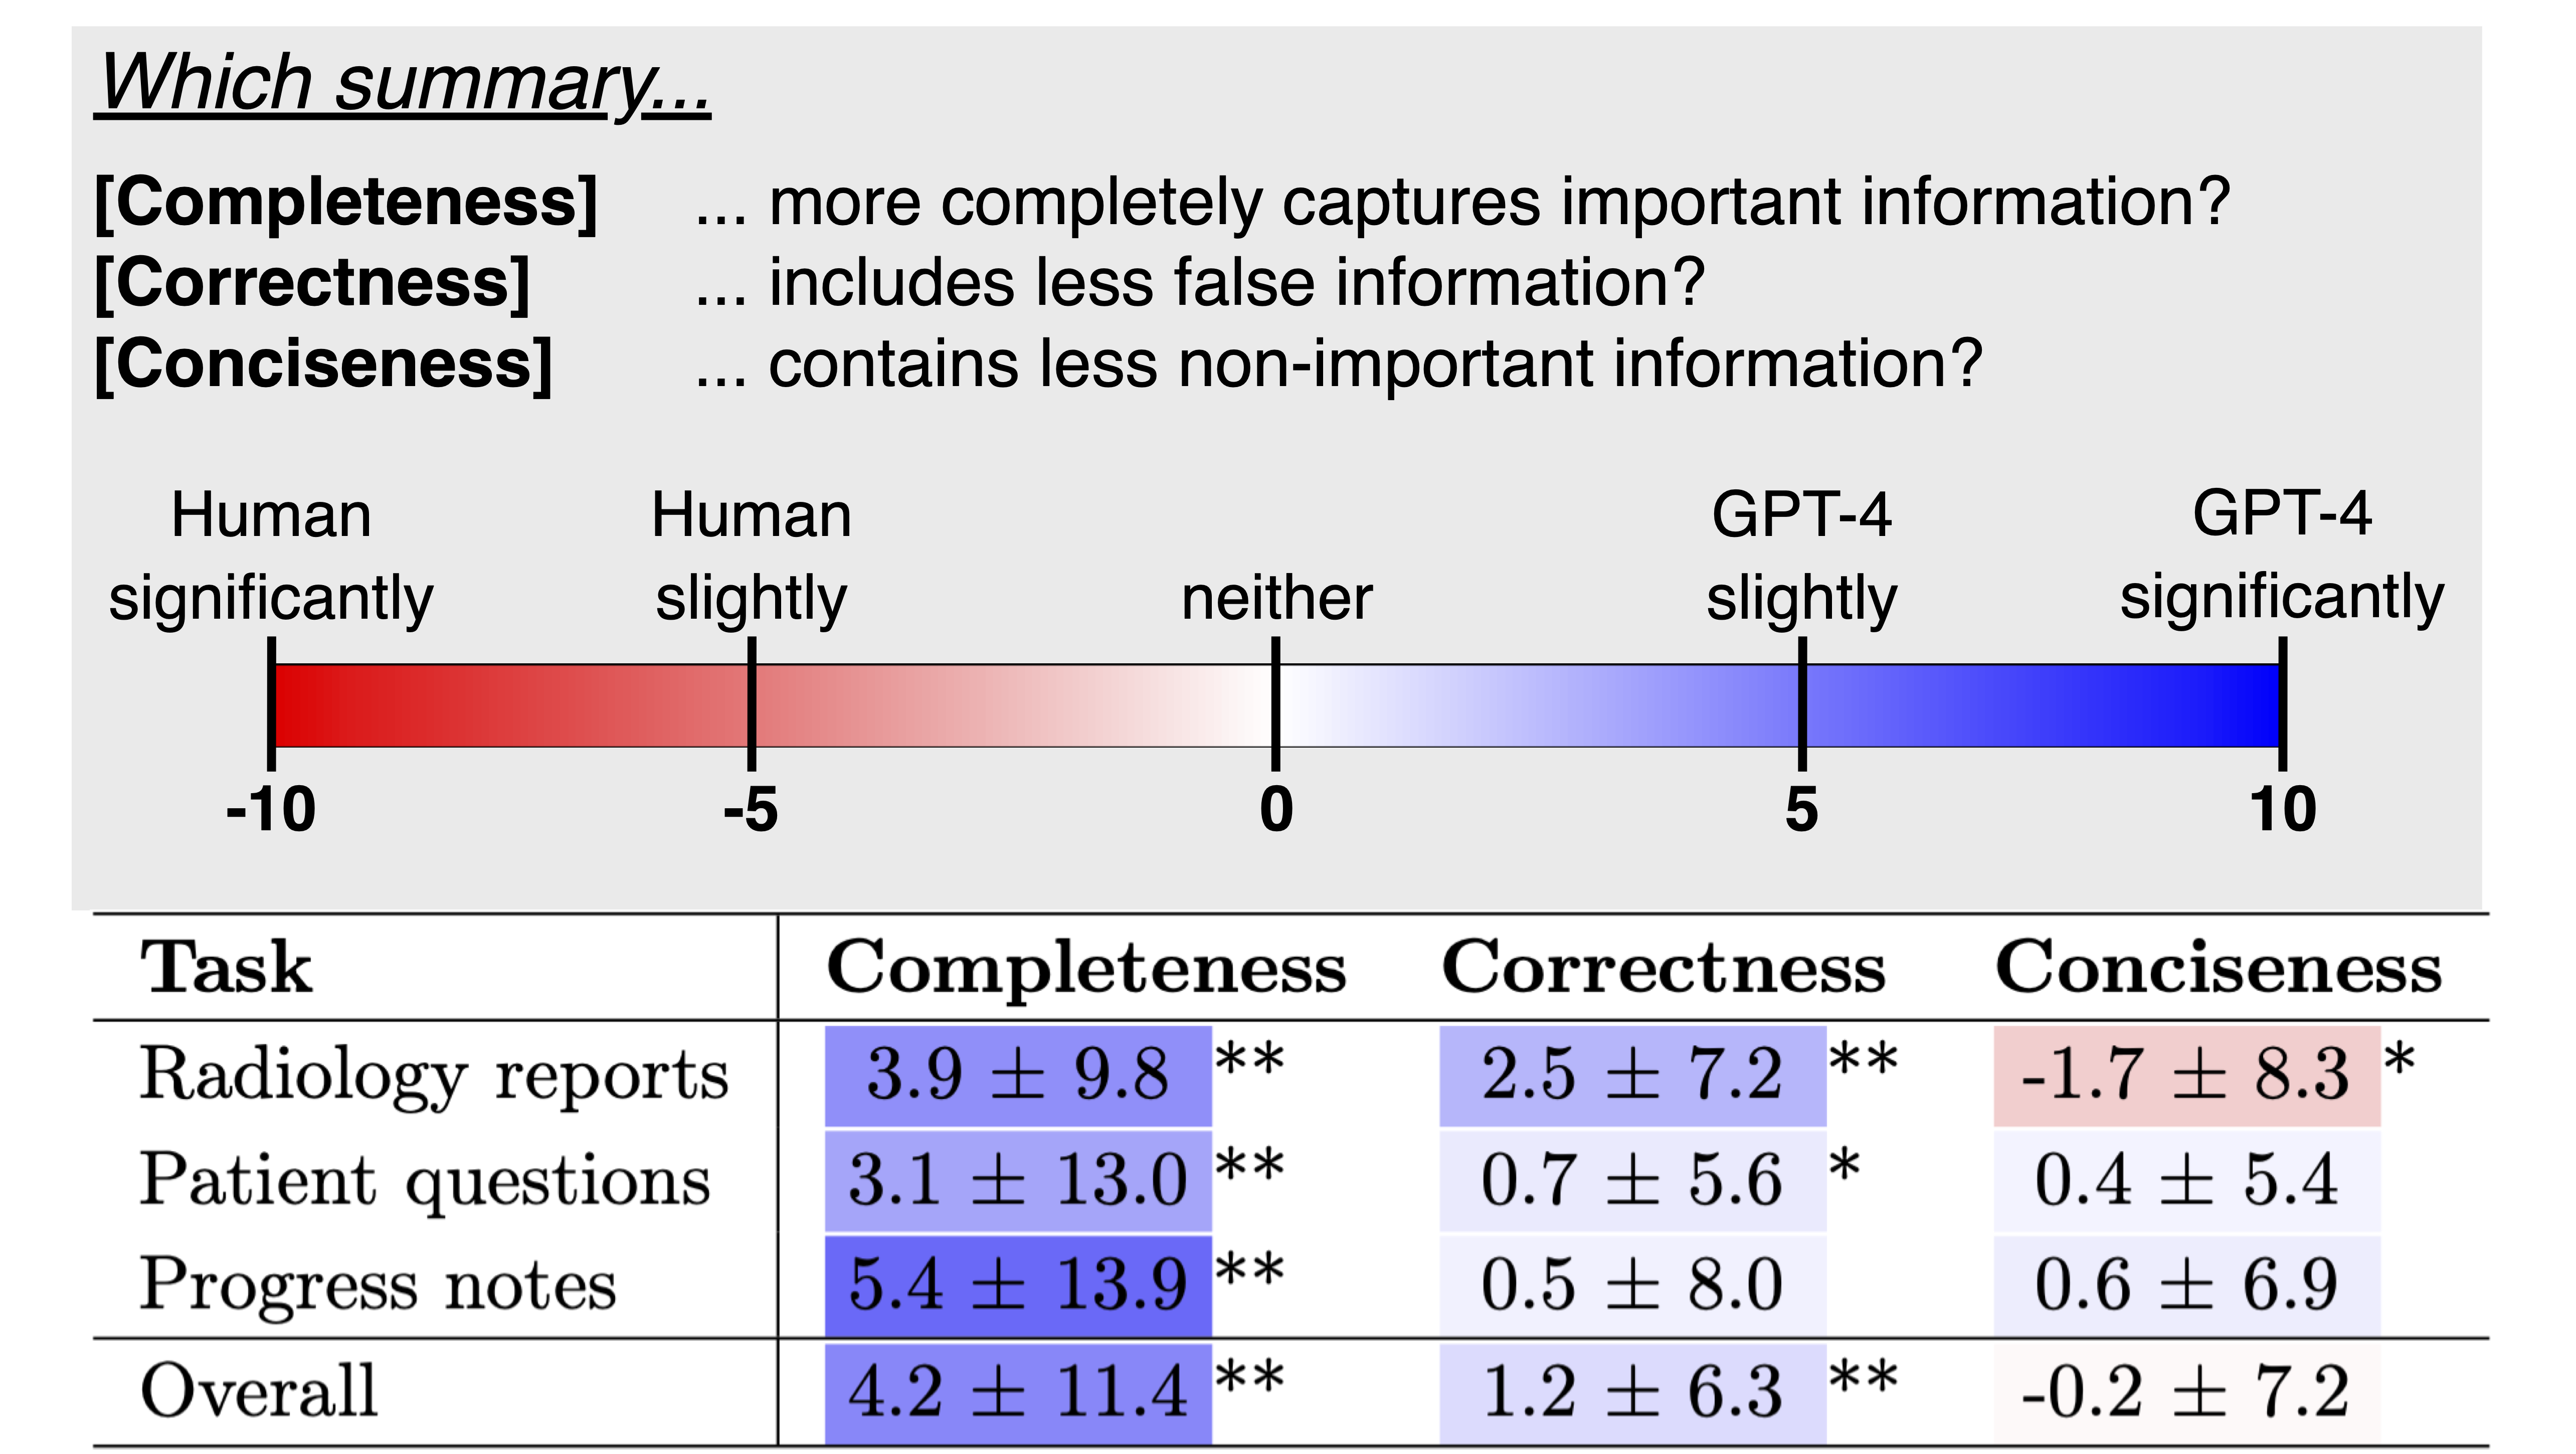 Which summary...
[Completeness] ... more completely captures important information?
[Correctness] ... includes less false information?
[Conciseness] ... contains less non-important information?
Human significantly Human slightly neither GPT-4 slightly GPT-4 significantly
-10 -5 0 5 10
Task Completeness Correctness Conciseness
Radiology reports 3.9 ± 9.8 ** 2.5 ± 7.2 ** -1.7 ± 8.3 *
Patient questions 3.1 ± 13.0 ** 0.7 ± 5.6 * 0.4 ± 5.4
Progress notes 5.4 ± 13.9 ** 0.5 ± 8.0 0.6 ± 6.9
Overall 4.2 ± 11.4 ** 1.2 ± 6.3 ** -0.2 ± 7.2